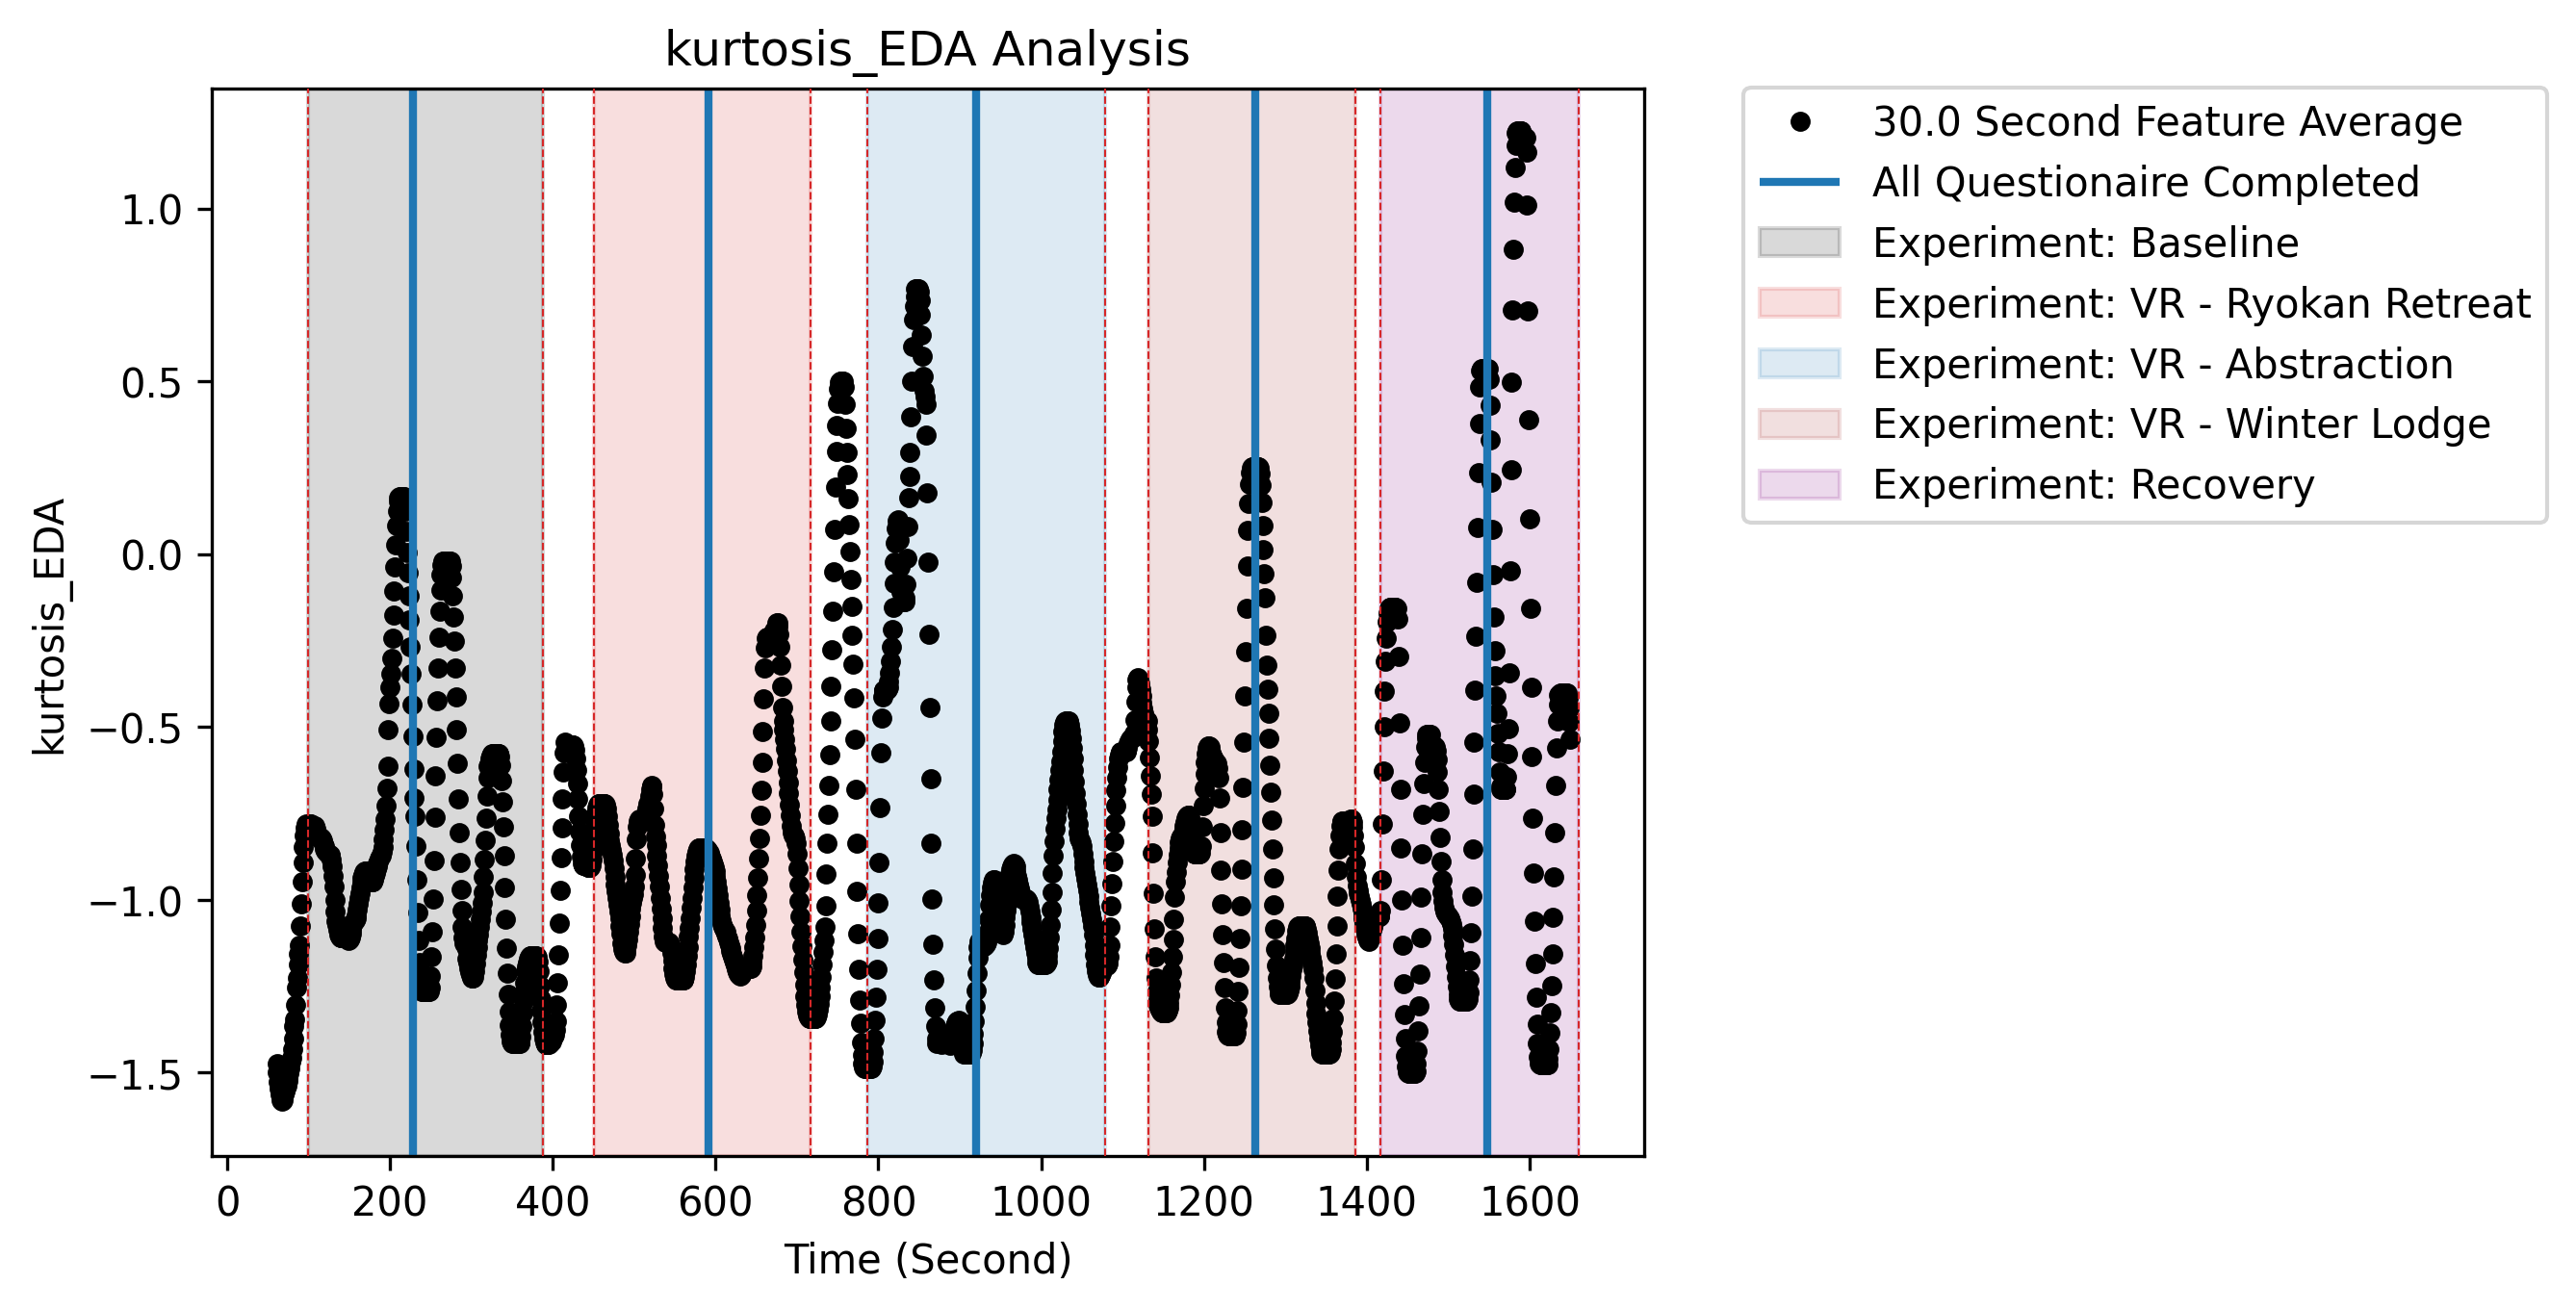 kurtosis_EDA Analysis
kurtosis_EDA
1.0
0.5
0.0
−0.5
−1.0
−1.5
0
200
400
600
800
1000
1200
1400
1600
Time (Second)
30.0 Second Feature Average
All Questionaire Completed
Experiment: Baseline
Experiment: VR - Ryokan Retreat
Experiment: VR - Abstraction
Experiment: VR - Winter Lodge
Experiment: Recovery